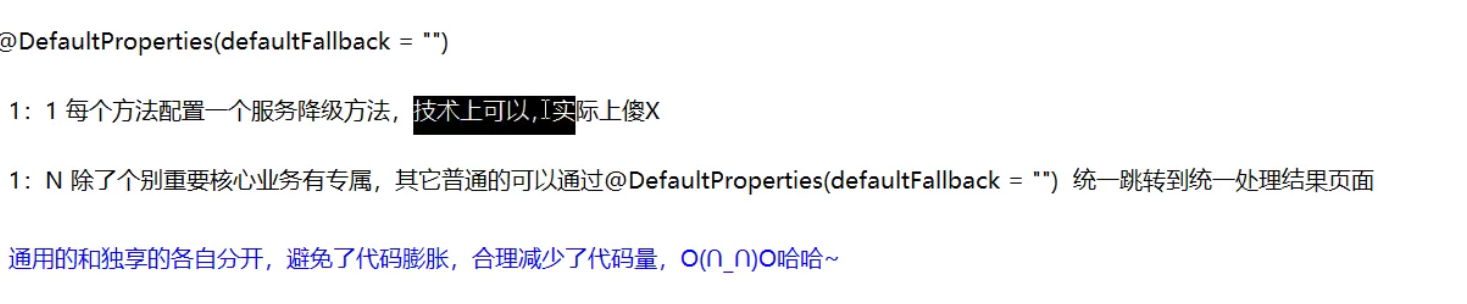 @DefaultProperties(defaultFallback = "")
1：1 每个方法配置一个服务降级方法，技术上可以,实际上傻X
1：N 除了个别重要核心业务有专属，其它普通的可以通过@DefaultProperties(defaultFallback = "") 统一跳转到统一处理结果页面
通用的和独享的各自分开，避免了代码膨胀，合理减少了代码量，O(∩_∩)O哈哈~